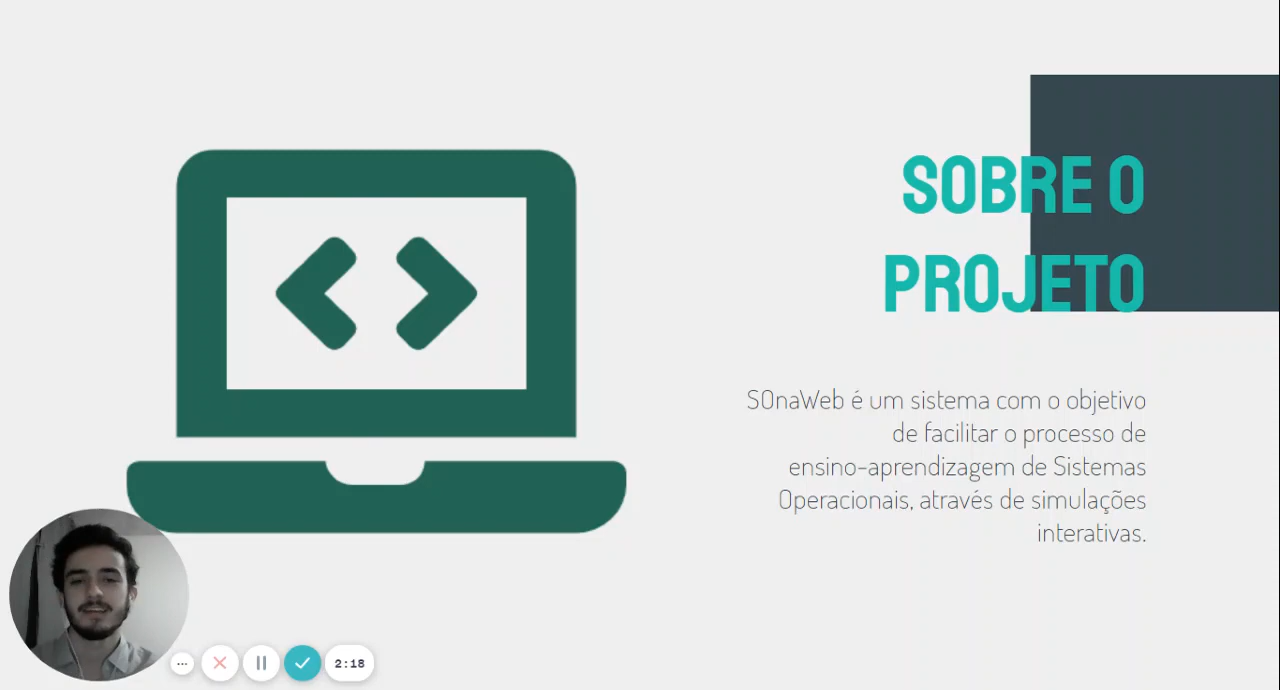 SOBRE O
PROJETO
SOnaWeb é um sistema com o objetivo
de facilitar o processo de
ensino-aprendizagem de Sistemas
Operacionais, através de simulações
interativas.
2:18